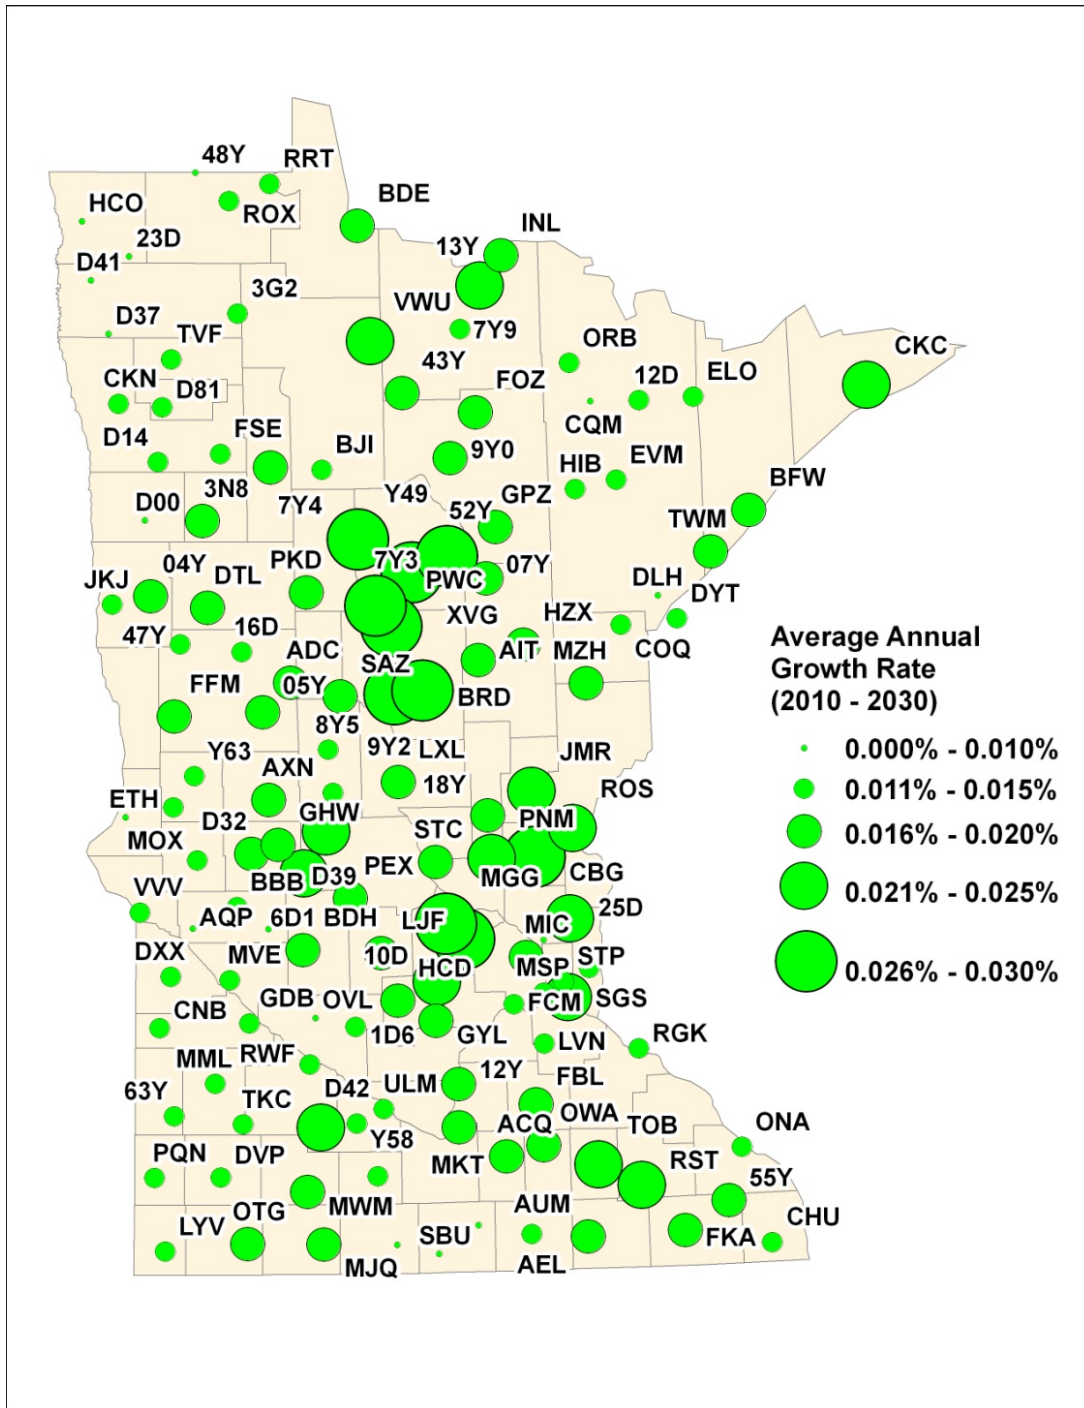 48Y
RRT
HCO
ROX
BDE
INL
23D
13Y
D41
3G2
VWU
D37
7Y9
TVF
43Y
ORB
CKC
CKN
D81
FOZ
12D
ELO
CQM
D14
FSE
BJI
9Y0
HIB
EVM
3N8
7Y4
Y49
GPZ
BFW
D00
52Y
TWM
04Y
PKD
7Y3
07Y
JKJ
DTL
PWC
DLH
DYT
47Y
16D
XVG
HZX
ADC
SAZ
AIT
MZH
COQ
FFM
05Y
BRD
8Y5
9Y2
LXL
JMR
Y63
AXN
18Y
ROS
ETH
GHW
PNM
D32
STC
MOX
PEX
MGG
CBG
VVV
BBB
D39
25D
AQP
6D1
BDH
LJF
MIC
DXX
MVE
10D
HCD
MSP
STP
CNB
GDB
OVL
FCM
SGS
1D6
GYL
LVN
RGK
MML
RWF
12Y
FBL
63Y
TKC
D42
ULM
OWA
TOB
ONA
ACQ
Y58
PQN
DVP
MKT
RST
55Y
LYV
OTG
MWM
SBU
AUM
FKA
CHU
MJQ
AEL
Average Annual
Growth Rate
(2010 - 2030)
0.000% - 0.010%
0.011% - 0.015%
0.016% - 0.020%
0.021% - 0.025%
0.026% - 0.030%